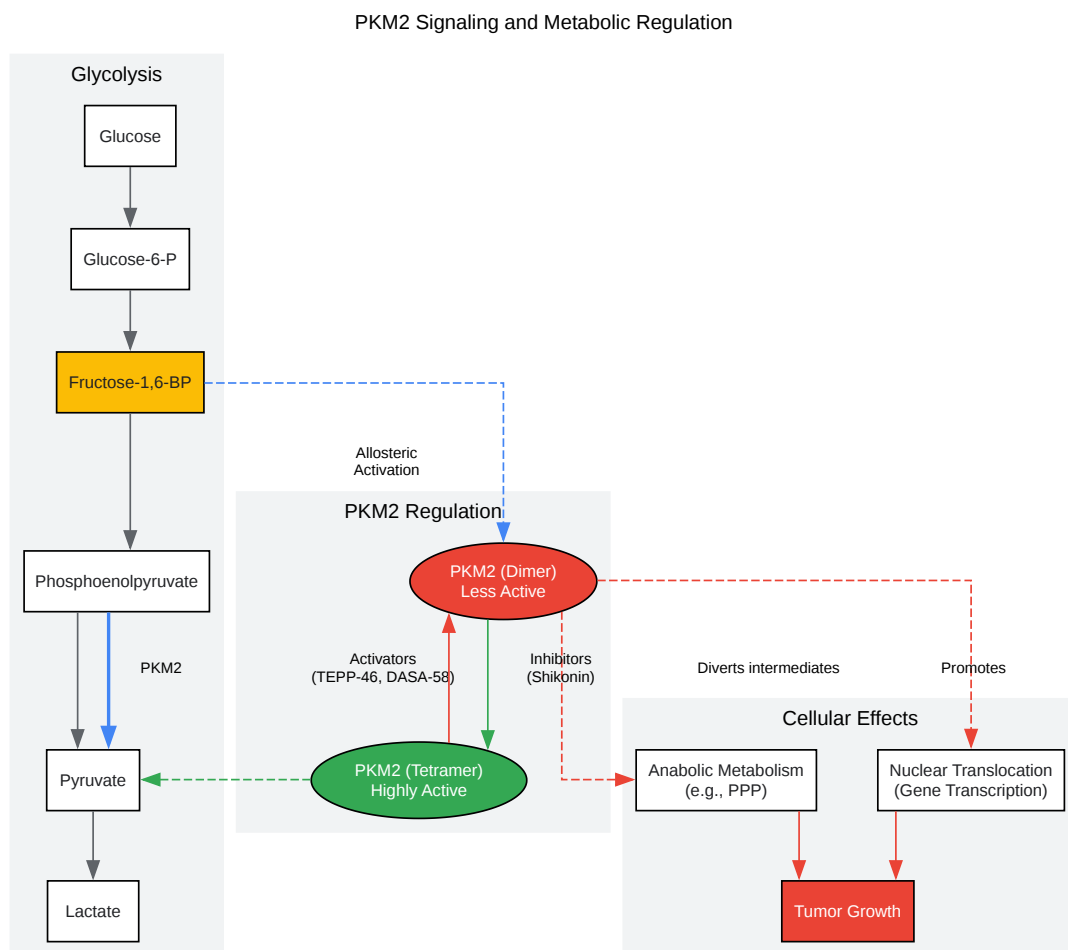 PKM2 Signaling and Metabolic Regulation
Glycolysis
Glucose
Glucose-6-P
Fructose-1,6-BP
Allosteric
Activation
PKM2 Regulation
PKM2 (Dimer)
Less Active
Phosphoenolpyruvate
PKM2
Activators
(TEPP-46, DASA-58)
Inhibitors
(Shikonin)
Diverts intermediates
Promotes
Cellular Effects
Pyruvate
PKM2 (Tetramer)
Highly Active
Anabolic Metabolism
(e.g., PPP)
Nuclear Translocation
(Gene Transcription)
Lactate
Tumor Growth